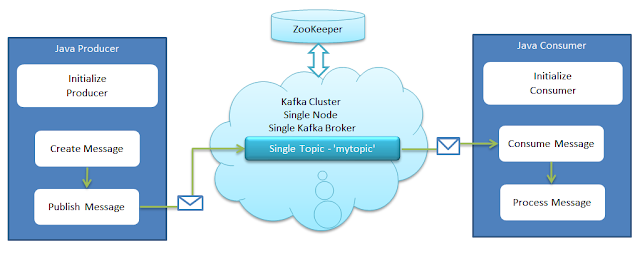 ZooKeeper
Java Producer
Initialize
Producer
Create Message
Publish Message
Kafka Cluster
Single Node
Single Kafka Broker
Single Topic - 'mytopic'
Java Consumer
Initialize
Consumer
Consume Message
Process Message